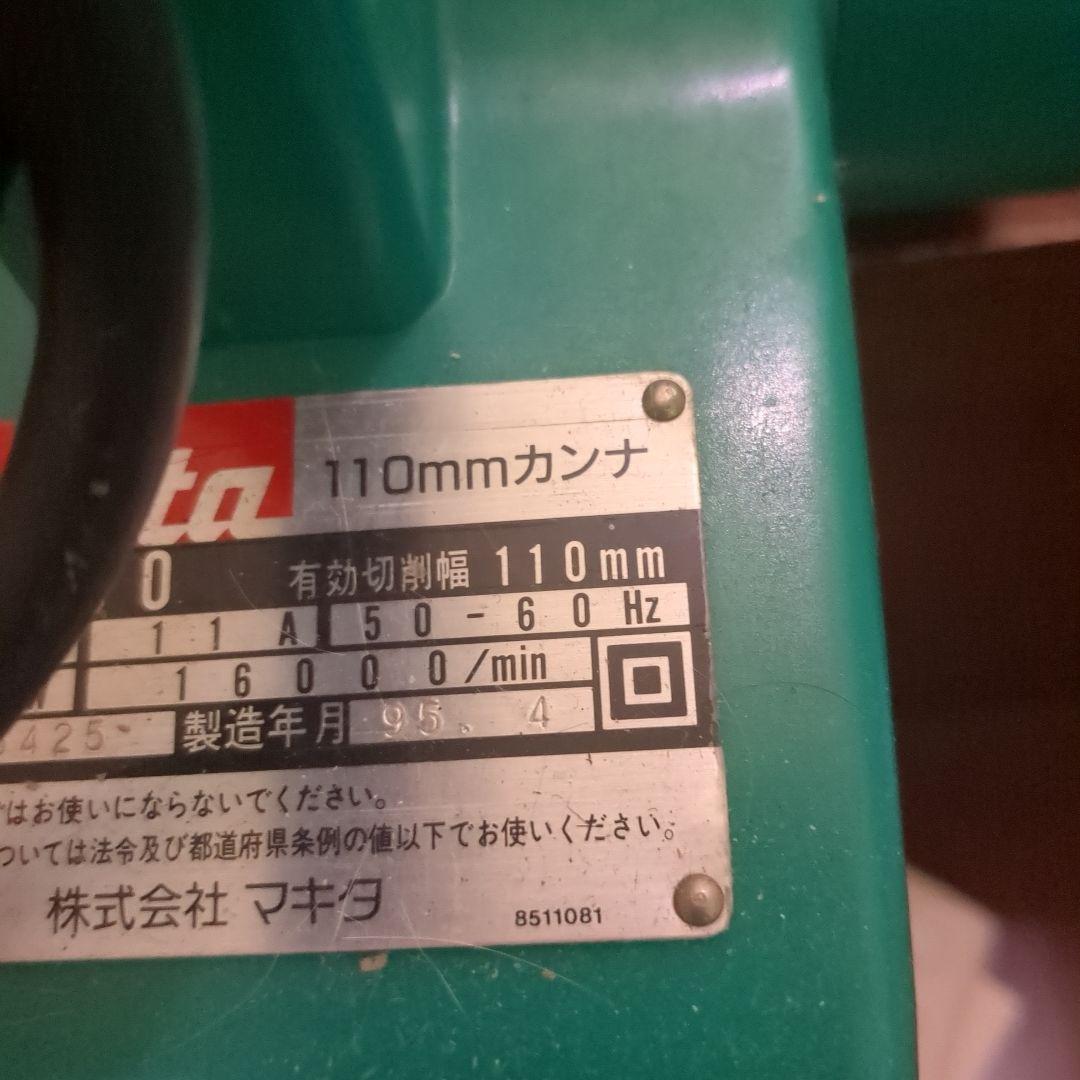 ta 110mmカンナ
0 有効切削幅 110mm
11 A 50-60 Hz
16000/min
425 製造年月 95. 4
はお使いにならないでください。
ついては法令及び都道府県条例の値以下でお使いください。
株式会社 マキタ 8511081